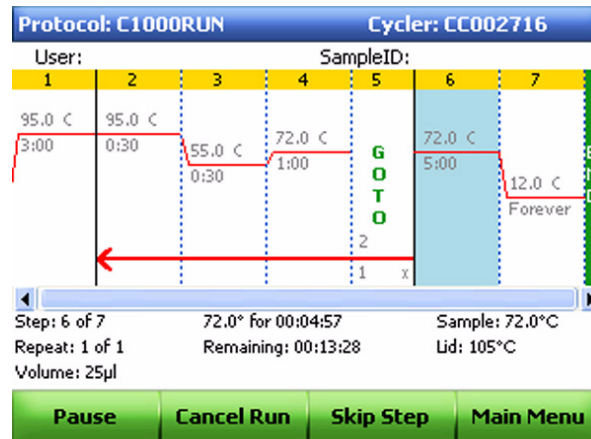 Protocol: C1000RUN Cycler: CC002716
User: SampleID:
1 2 3 4 5 6 7
95.0 C 95.0 C 55.0 C 72.0 C 72.0 C 12.0 C
3:00 0:30 0:30 1:00 5:00 Forever
GOTO
2
1 x
END
Step: 6 of 7 72.0° for 00:04:57 Sample: 72.0°C
Repeat: 1 of 1 Remaining: 00:13:28 Lid: 105°C
Volume: 25µl
Pause Cancel Run Skip Step Main Menu